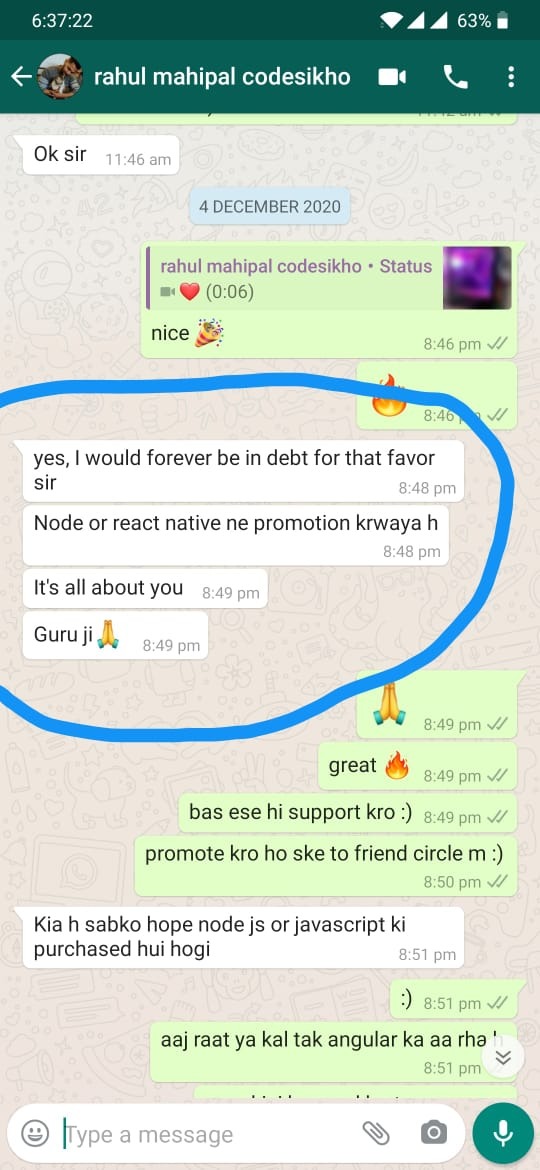 6:37:22
63%
rahul mahipal codesikho
Ok sir 11:46 am
4 DECEMBER 2020
rahul mahipal codesikho • Status
❤️ (0:06)
nice 🎉
8:46 pm
🔥 8:46
yes, I would forever be in debt for that favor
sir
8:48 pm
Node or react native ne promotion krwaya h
8:48 pm
It's all about you 8:49 pm
Guru ji🙏 8:49 pm
🙏 8:49 pm
great 🔥 8:49 pm
bas ese hi support kro :) 8:49 pm
promote kro ho ske to friend circle m :)
8:50 pm
Kia h sabko hope node js or javascript ki
purchased hui hogi 8:51 pm
:) 8:51 pm
aaj raat ya kal tak angular ka aa rha
8:51 pm
Type a message